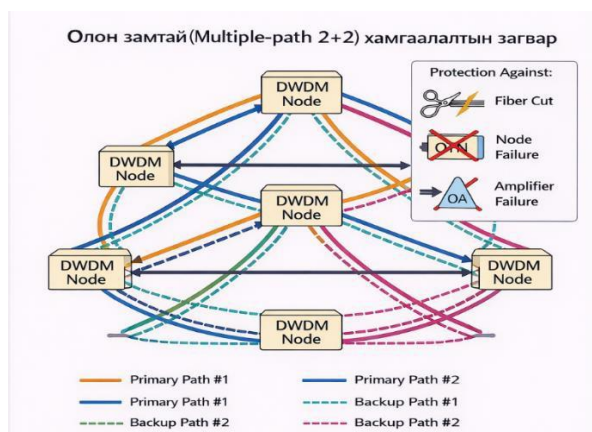 Олон замтай(Multiple-path 2+2) хамгаалалтын загвар
DWDM
Node
Protection Against:
Fiber Cut
OTN
Node
Failure
OA
Amplifier
Failure
DWDM
Node
DWDM
Node
DWDM
Node
DWDM
Node
DWDM
Node
Primary Path #1
Primary Path #2
Primary Path #1
Backup Path #1
Backup Path #2
Backup Path #2